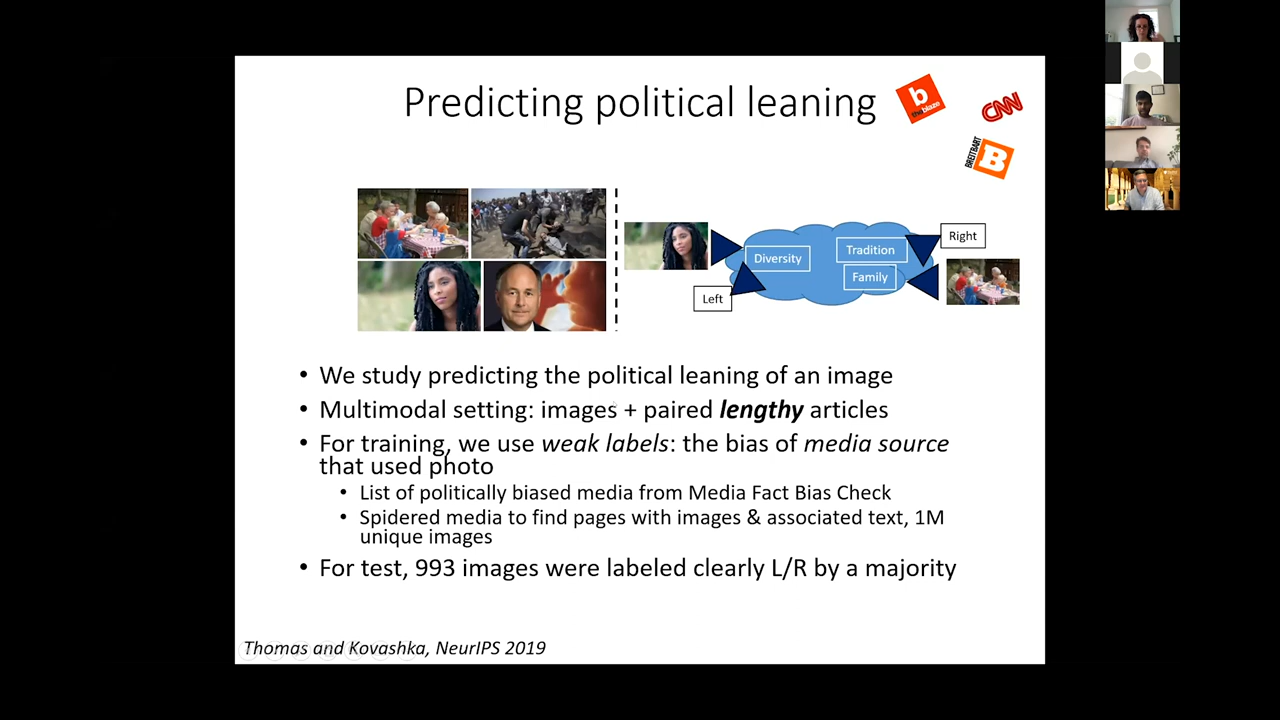 Predicting political leaning
b
theblaze
CNN
BREITBART
B
Diversity
Tradition
Right
Family
Left
• We study predicting the political leaning of an image
• Multimodal setting: images + paired lengthy articles
• For training, we use weak labels: the bias of media source
that used photo
• List of politically biased media from Media Fact Bias Check
• Spidered media to find pages with images & associated text, 1M
unique images
• For test, 993 images were labeled clearly L/R by a majority
Thomas and Kovashka, NeurIPS 2019